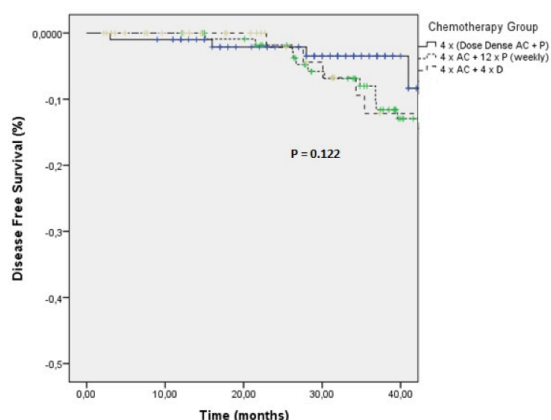 Chemotherapy Group
4 x (Dose Dense AC + P)
4 x AC + 12 x P (weekly)
4 x AC + 4 x D
0,0000
-0,1
-0,2
-0,3
-0,4
-0,5
Disease Free Survival (%)
P = 0.122
0,00
10,00
20,00
30,00
40,00
Time (months)